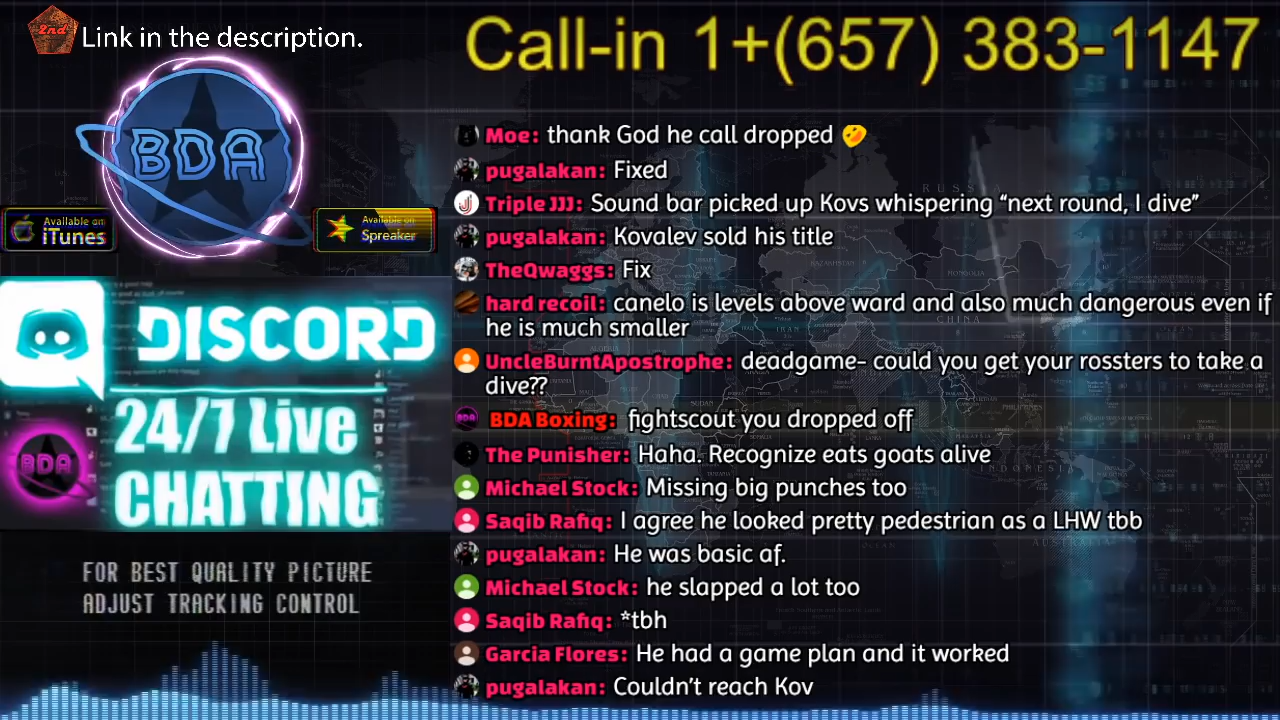 2nd
Link in the description.
Call-in 1+(657) 383-1147
BDA
Available on
iTunes
Available on
Spreaker
DISCORD
24/7 Live
CHATTING
BDA
FOR BEST QUALITY PICTURE
ADJUST TRACKING CONTROL
Moe: thank God he call dropped
pugalakan: Fixed
Triple JJJ: Sound bar picked up Kovs whispering “next round, I dive”
pugalakan: Kovalev sold his title
TheQwaggs: Fix
hard recoil: canelo is levels above ward and also much dangerous even if
he is much smaller
UncleBurntApostrophe: deadgame- could you get your rossters to take a
dive??
BDA Boxing: fightscout you dropped off
The Punisher: Haha. Recognize eats goats alive
Michael Stock: Missing big punches too
Saqib Rafiq: I agree he looked pretty pedestrian as a LHW tbb
pugalakan: He was basic af.
Michael Stock: he slapped a lot too
Saqib Rafiq: *tbh
Garcia Flores: He had a game plan and it worked
pugalakan: Couldn’t reach Kov